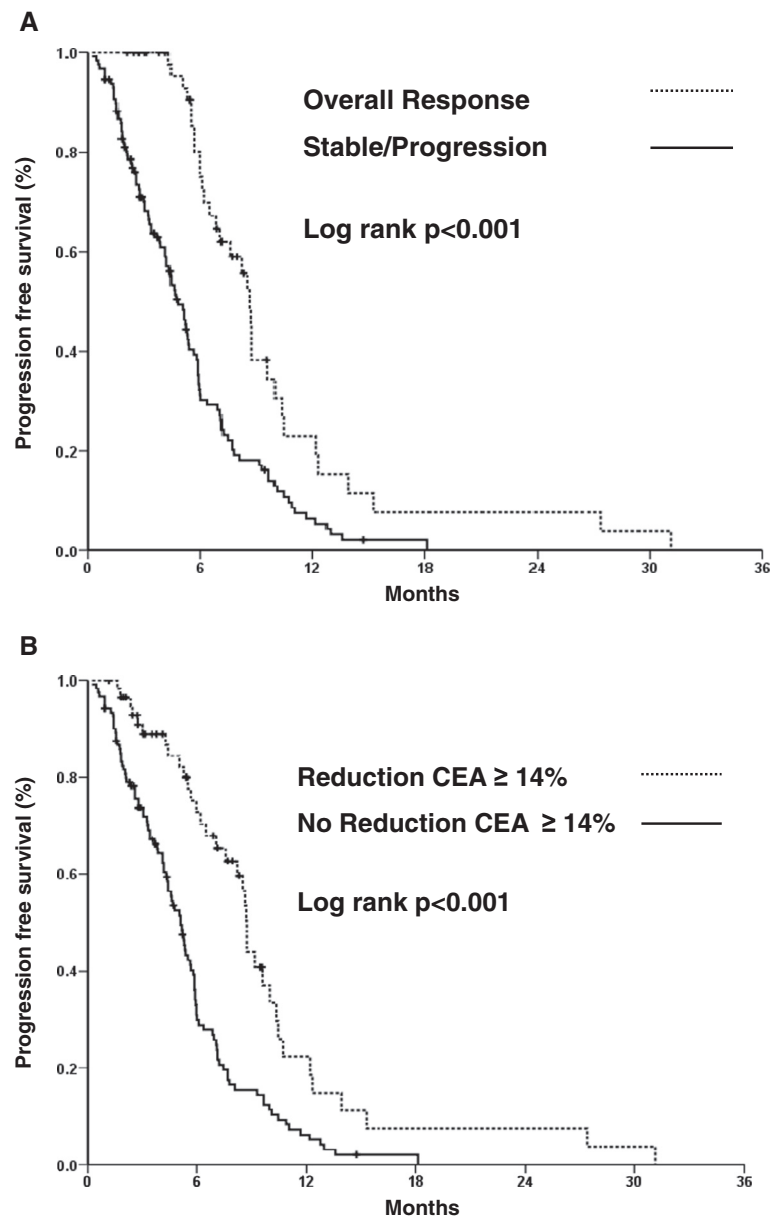 A
Progression free survival (%)
1.0
0.8
0.6
0.4
0.2
0.0
Overall Response
Stable/Progression
Log rank p<0.001
0 6 12 18 24 30 36
Months
B
Progression free survival (%)
1.0
0.8
0.6
0.4
0.2
0.0
Reduction CEA ≥ 14%
No Reduction CEA ≥ 14%
Log rank p<0.001
0 6 12 18 24 30 36
Months